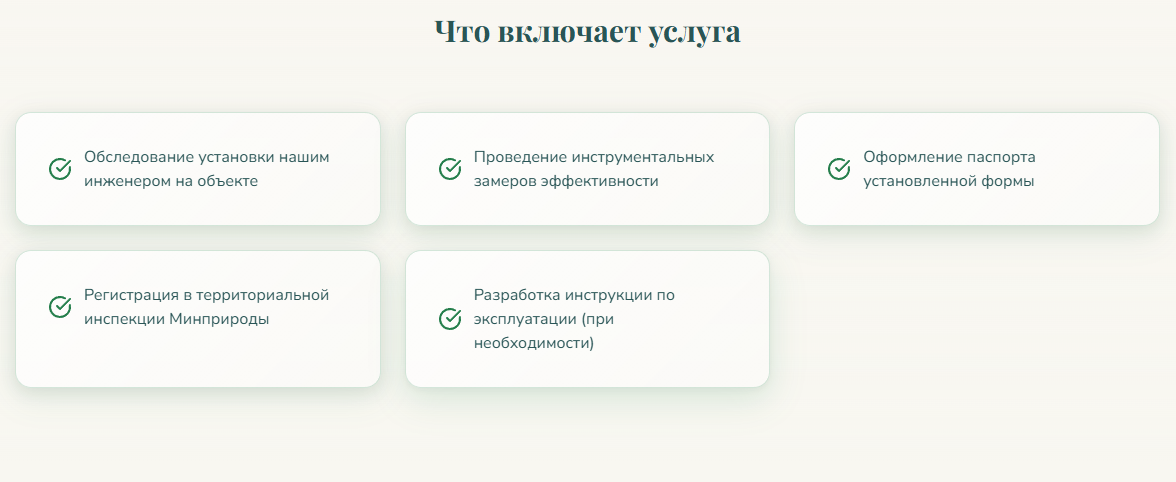 Что включает услуга
Обследование установки нашим
инженером на объекте
Проведение инструментальных
замеров эффективности
Оформление паспорта
установленной формы
Регистрация в территориальной
инспекции Минприроды
Разработка инструкции по
эксплуатации (при
необходимости)